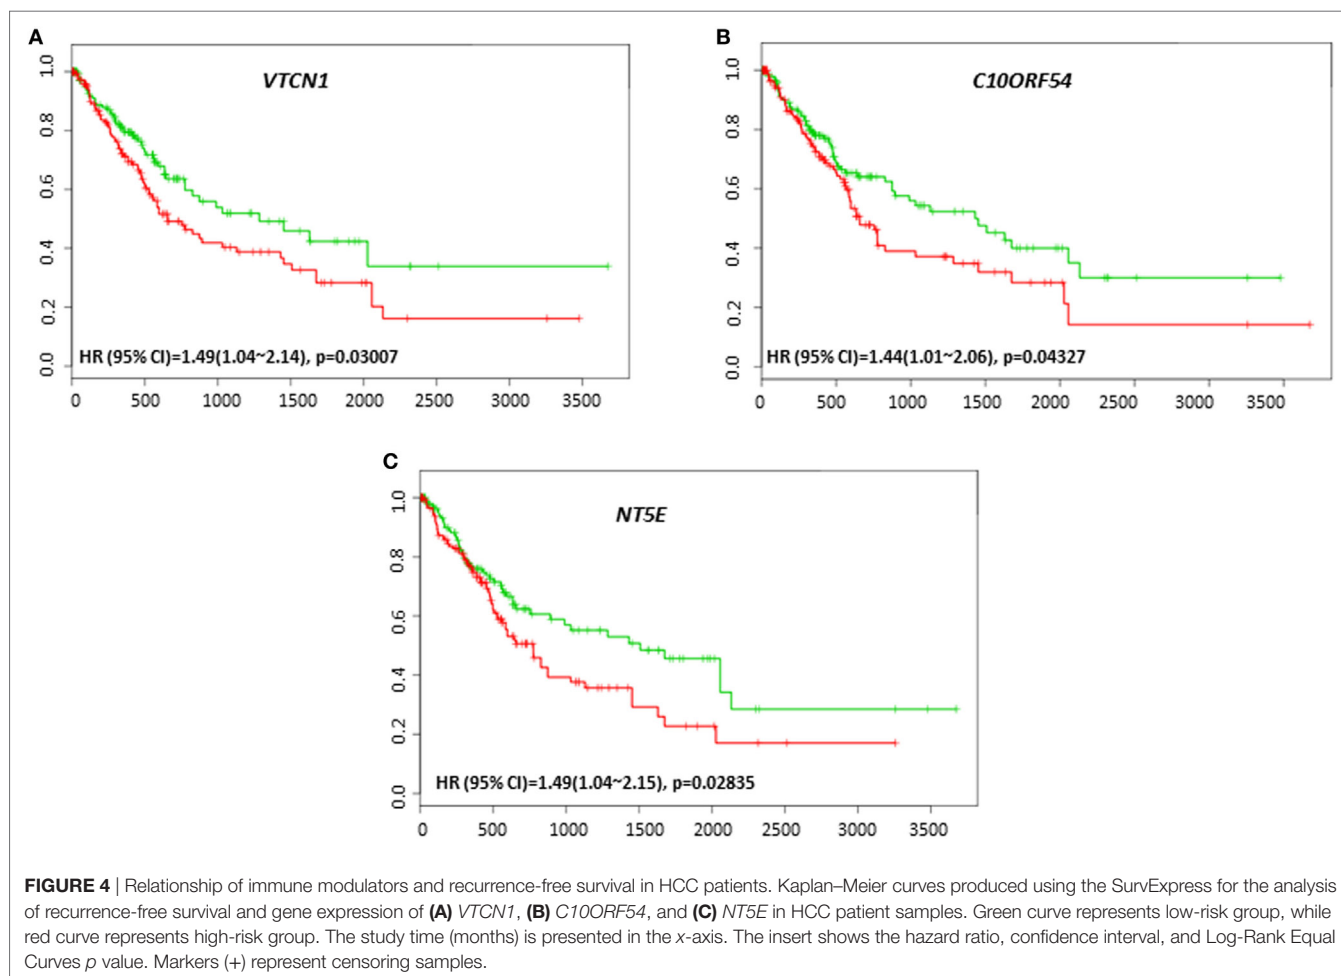 A
VTCN1
1.0
0.8
0.6
0.4
0.2
0.0
HR (95% CI)=1.49(1.04~2.14), p=0.03007
0 500 1000 1500 2000 2500 3000 3500
B
C10ORF54
1.0
0.8
0.6
0.4
0.2
0.0
HR (95% CI)=1.44(1.01~2.06), p=0.04327
0 500 1000 1500 2000 2500 3000 3500
C
NT5E
1.0
0.8
0.6
0.4
0.2
0.0
HR (95% CI)=1.49(1.04~2.15), p=0.02835
0 500 1000 1500 2000 2500 3000 3500
FIGURE 4 | Relationship of immune modulators and recurrence-free survival in HCC patients. Kaplan–Meier curves produced using the SurvExpress for the analysis
of recurrence-free survival and gene expression of (A) VTCN1, (B) C10ORF54, and (C) NT5E in HCC patient samples. Green curve represents low-risk group, while
red curve represents high-risk group. The study time (months) is presented in the x-axis. The insert shows the hazard ratio, confidence interval, and Log-Rank Equal
Curves p value. Markers (+) represent censoring samples.